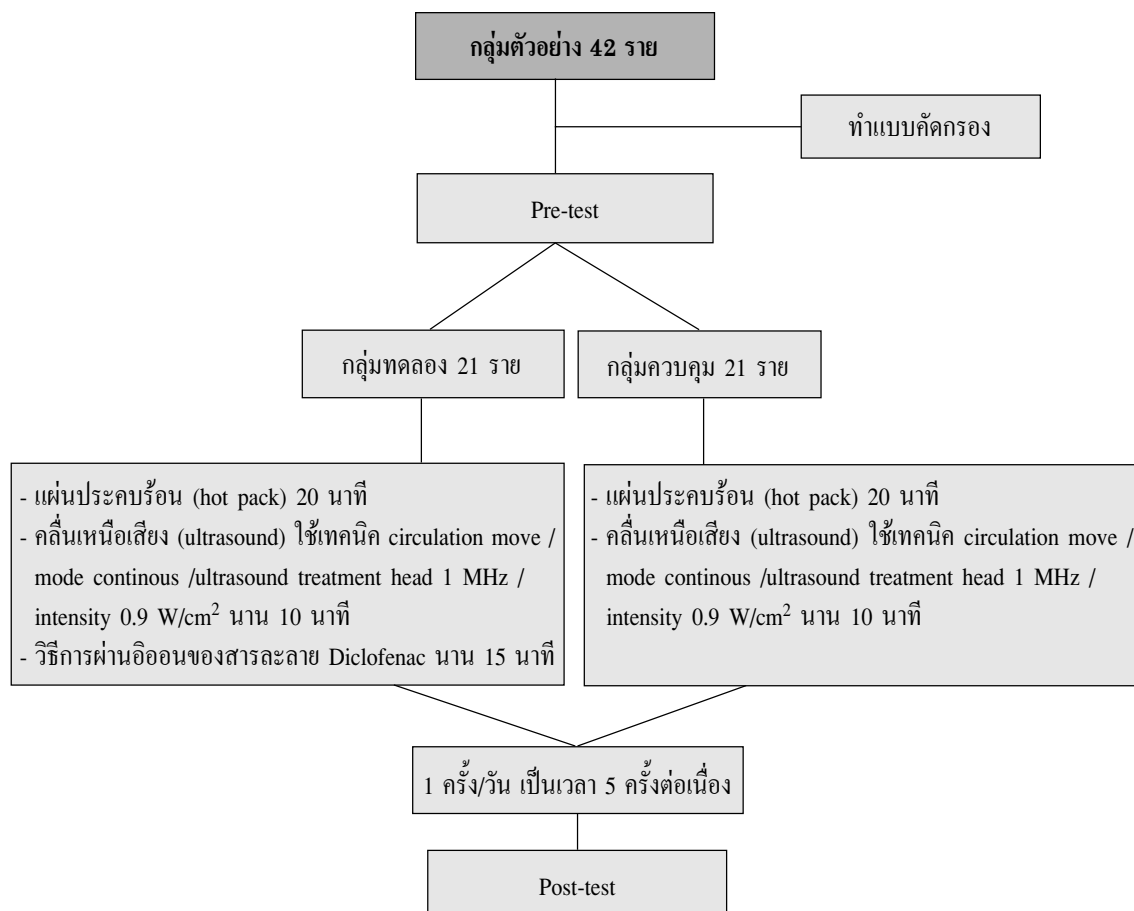 กลุ่มตัวอย่าง 42 ราย
ทำแบบคัดกรอง
Pre-test
กลุ่มทดลอง 21 ราย
กลุ่มควบคุม 21 ราย
- แผ่นประคบร้อน (hot pack) 20 นาที
- คลื่นเหนือเสียง (ultrasound) ใช้เทคนิค circulation move /
mode continous /ultrasound treatment head 1 MHz /
intensity 0.9 W/cm² นาน 10 นาที
- วิธีการผ่านอิออนของสารละลาย Diclofenac นาน 15 นาที
- แผ่นประคบร้อน (hot pack) 20 นาที
- คลื่นเหนือเสียง (ultrasound) ใช้เทคนิค circulation move /
mode continous /ultrasound treatment head 1 MHz /
intensity 0.9 W/cm² นาน 10 นาที
1 ครั้ง/วัน เป็นเวลา 5 ครั้งต่อเนื่อง
Post-test